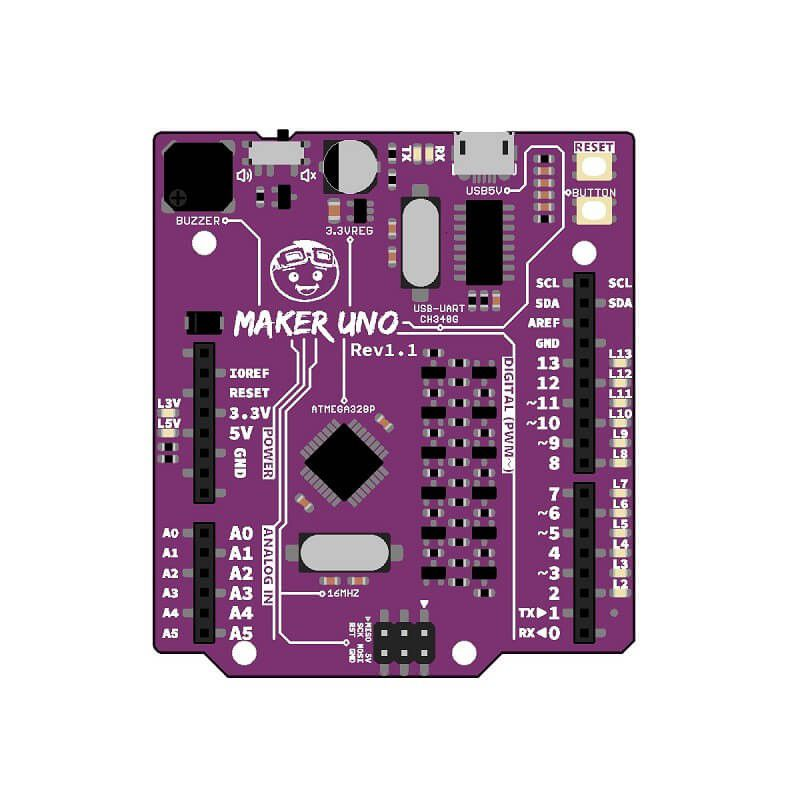 RESET
TX
RX
USB5V
BUTTON
BUZZER
3.3VREG
SCL
SCL
SDA
SDA
USB-UART
CH340G
AREF
MAKER UNO
GND
Rev1.1
L13
13
IOREF
L12
12
RESET
L11
~11
L3V
3.3V
ATMEGA328P
L10
~10
L5V
5V
POWER
DIGITAL (PWM~)
L9
~9
GND
L8
8
L7
7
L6
~6
A0
A0
ANALOG IN
L5
~5
A1
A1
L4
4
A2
A2
L3
~3
A3
A3
16MHZ
L2
2
A4
A4
TX▶1
A5
A5
RX◀0
▶MISO
SCK
RST
5V
MOSI
GND